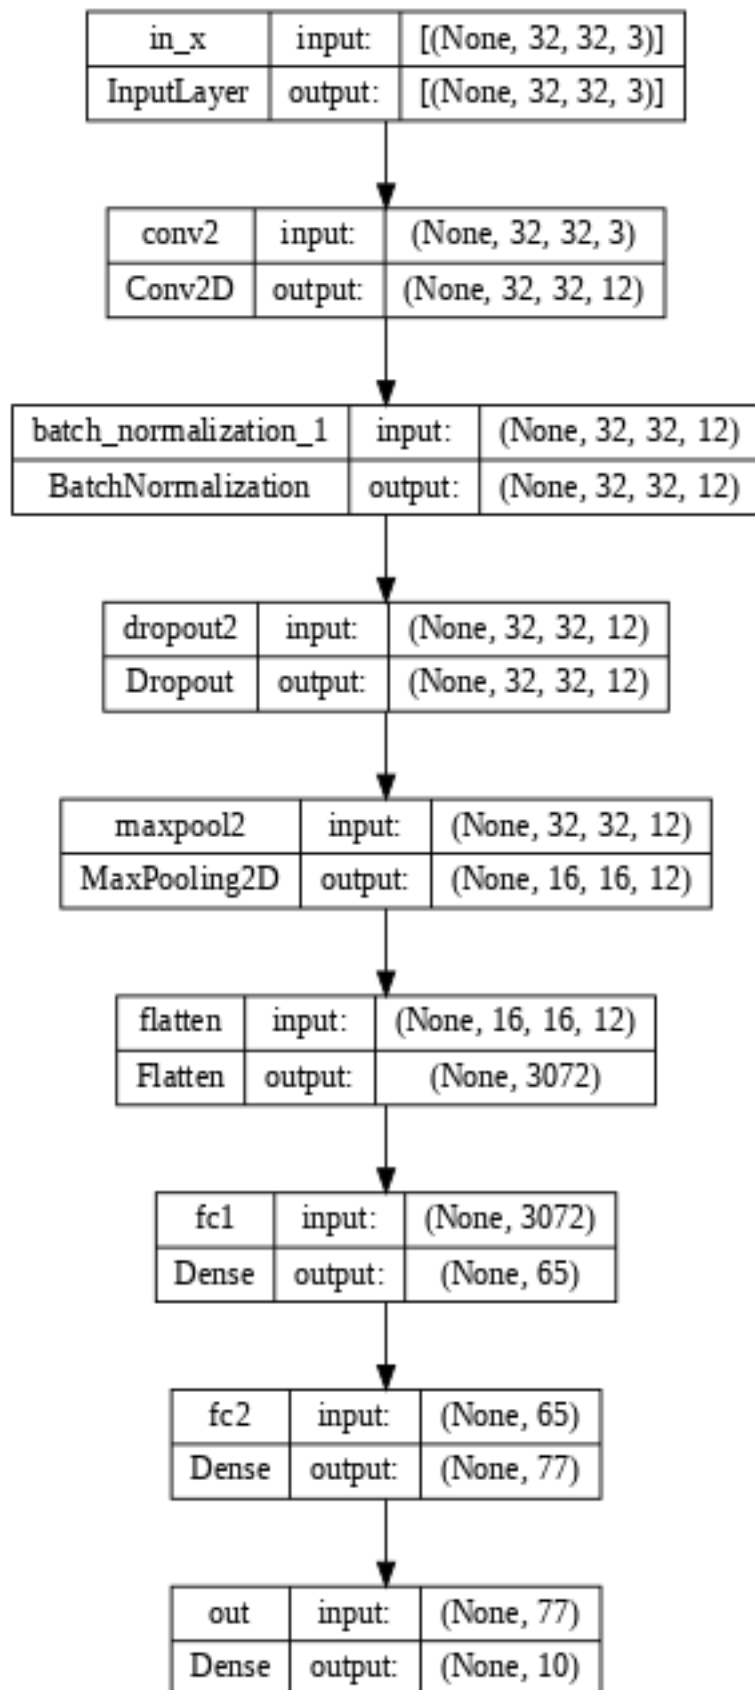 in_x input: [(None, 32, 32, 3)]
InputLayer output: [(None, 32, 32, 3)]
conv2 input: (None, 32, 32, 3)
Conv2D output: (None, 32, 32, 12)
batch_normalization_1 input: (None, 32, 32, 12)
BatchNormalization output: (None, 32, 32, 12)
dropout2 input: (None, 32, 32, 12)
Dropout output: (None, 32, 32, 12)
maxpool2 input: (None, 32, 32, 12)
MaxPooling2D output: (None, 16, 16, 12)
flatten input: (None, 16, 16, 12)
Flatten output: (None, 3072)
fc1 input: (None, 3072)
Dense output: (None, 65)
fc2 input: (None, 65)
Dense output: (None, 77)
out input: (None, 77)
Dense output: (None, 10)